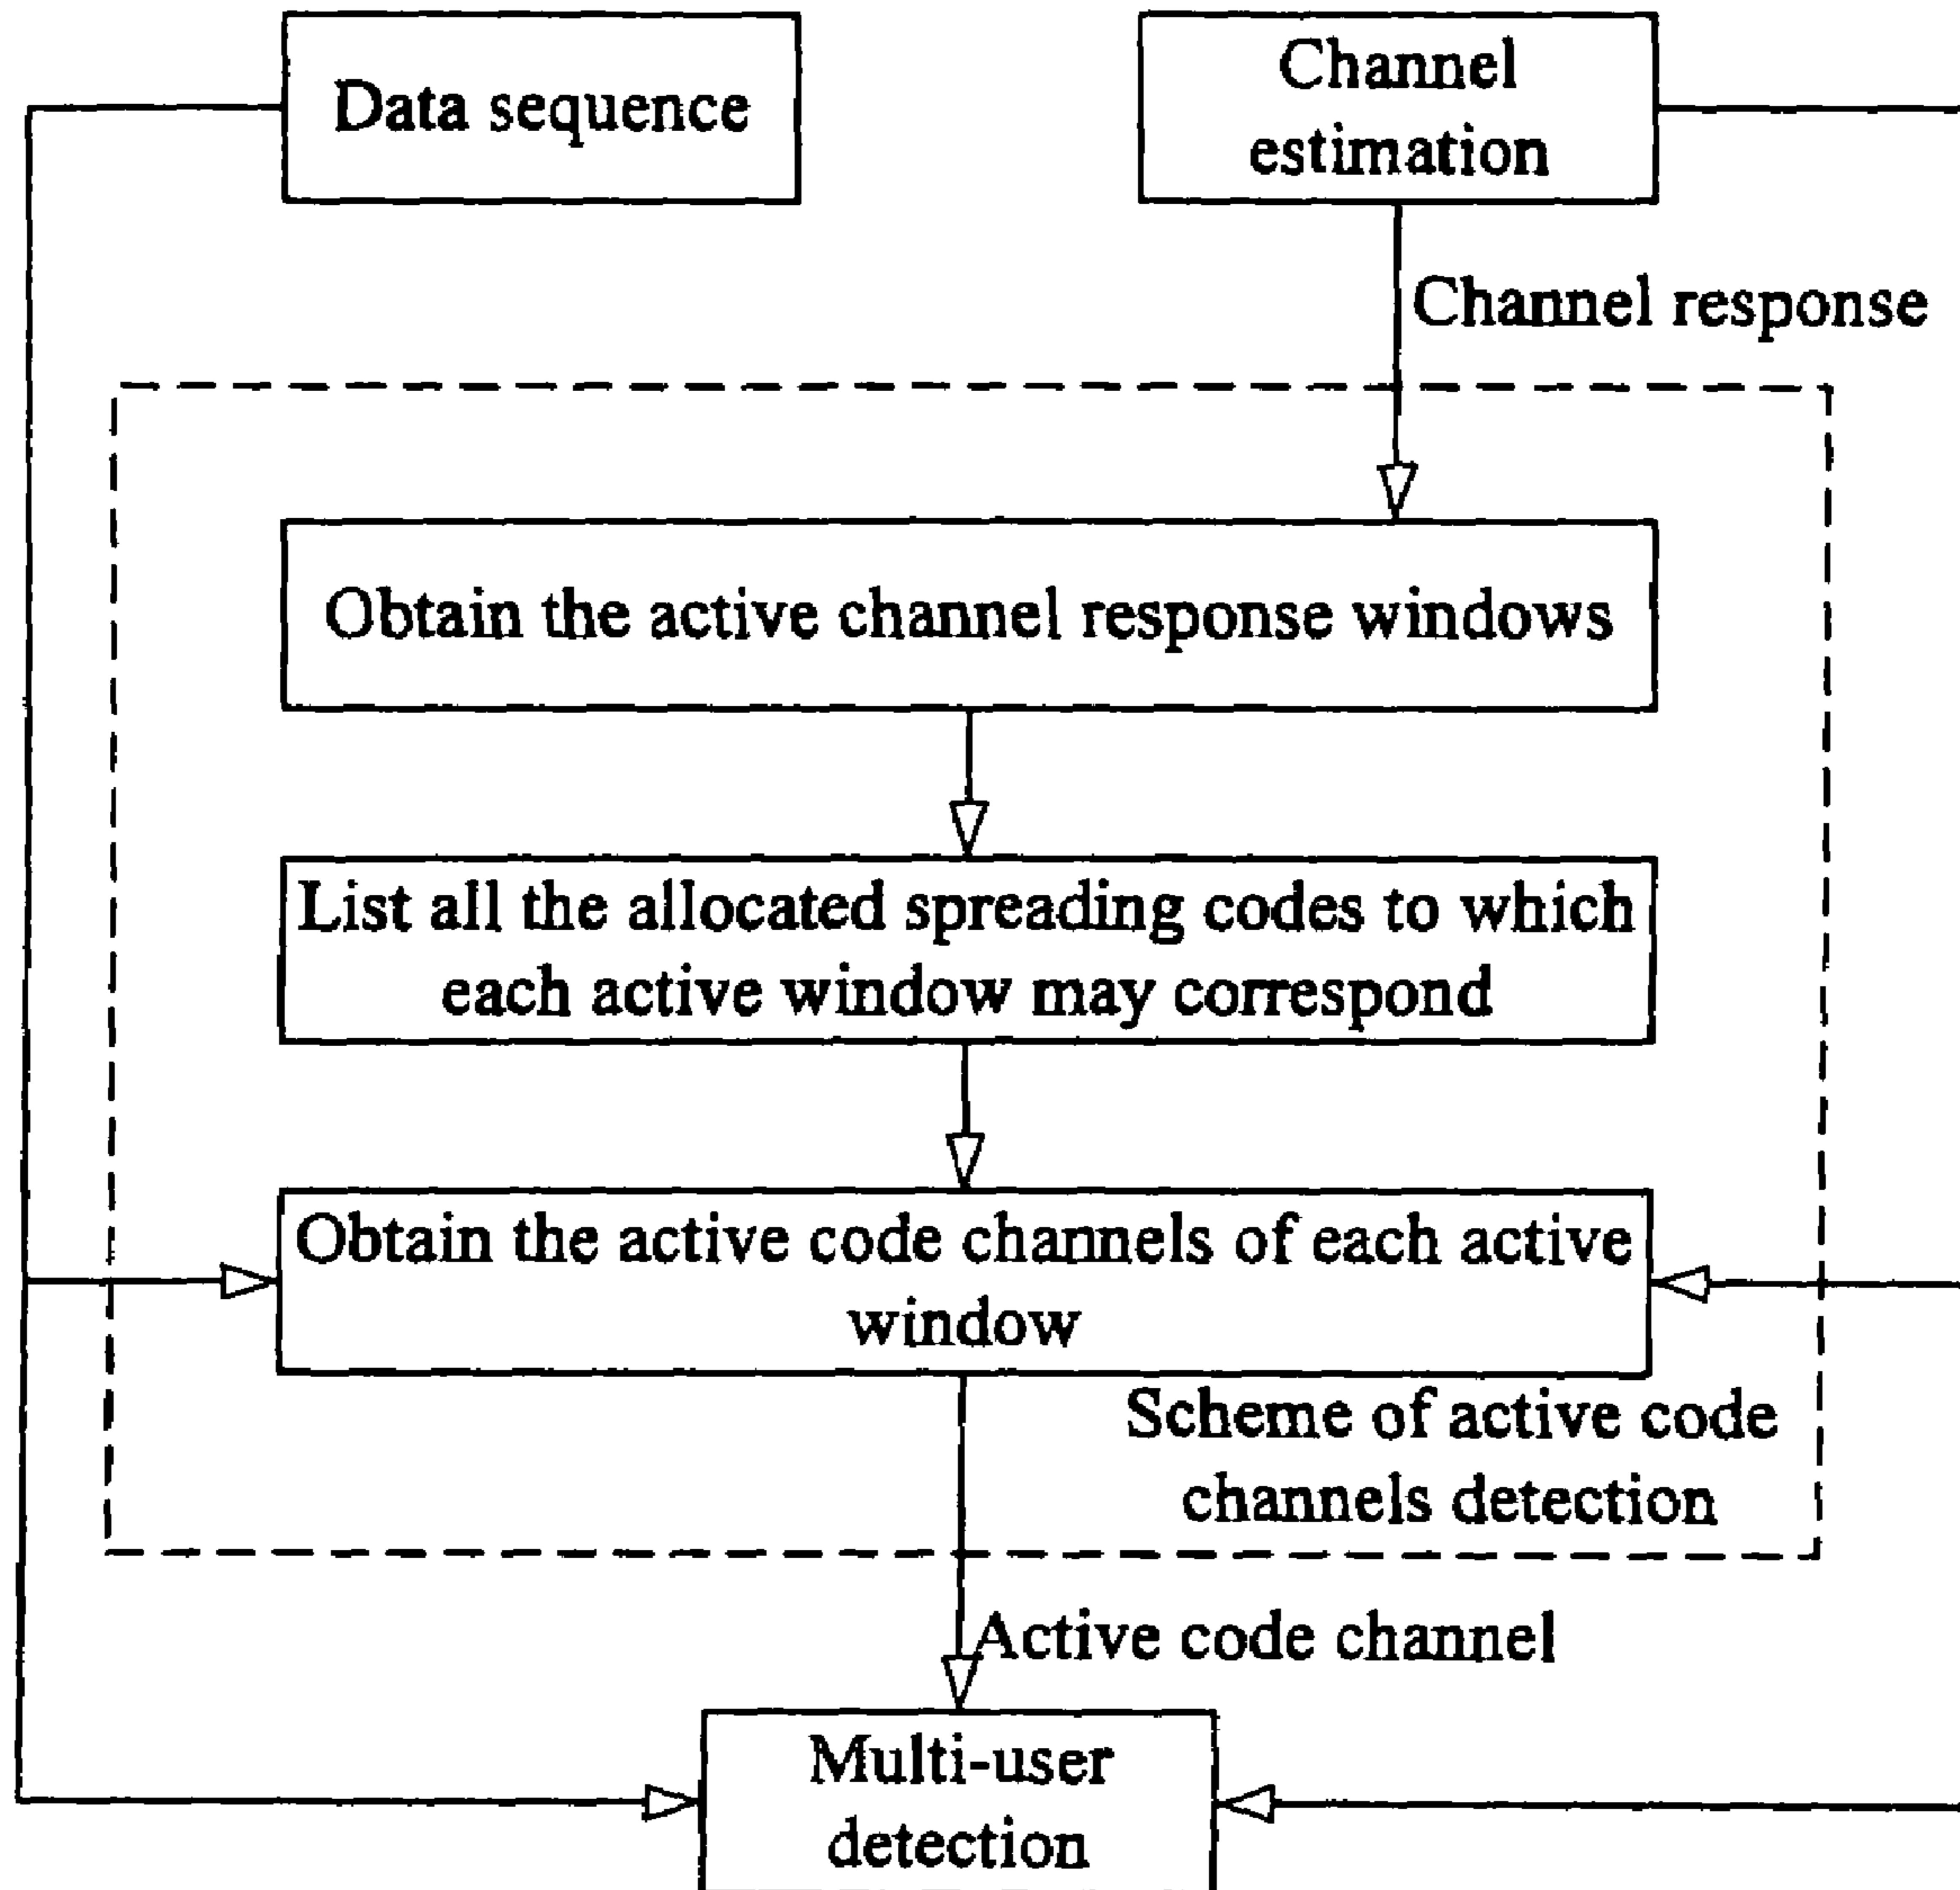 Data sequence
Channel
estimation
Channel response
Obtain the active channel response windows
List all the allocated spreading codes to which
each active window may correspond
Obtain the active code channels of each active
window
Scheme of active code
channels detection
Active code channel
Multi-user
detection